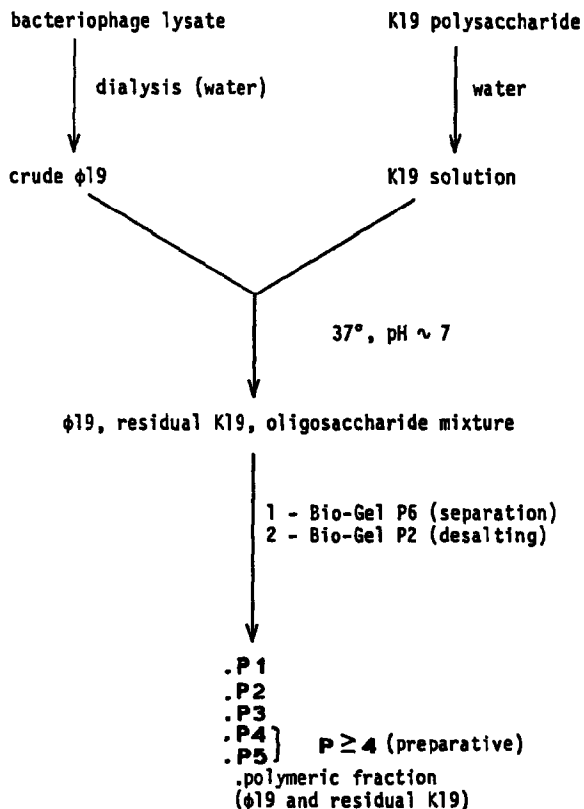 bacteriophage lysate
K19 polysaccharide
dialysis (water)
water
crude ϕ19
K19 solution
37°, pH ~ 7
ϕ19, residual K19, oligosaccharide mixture
1 - Bio-Gel P6 (separation)
2 - Bio-Gel P2 (desalting)
.P1
.P2
.P3
.P4
.P5
P ≥ 4 (preparative)
.polymeric fraction
(ϕ19 and residual K19)